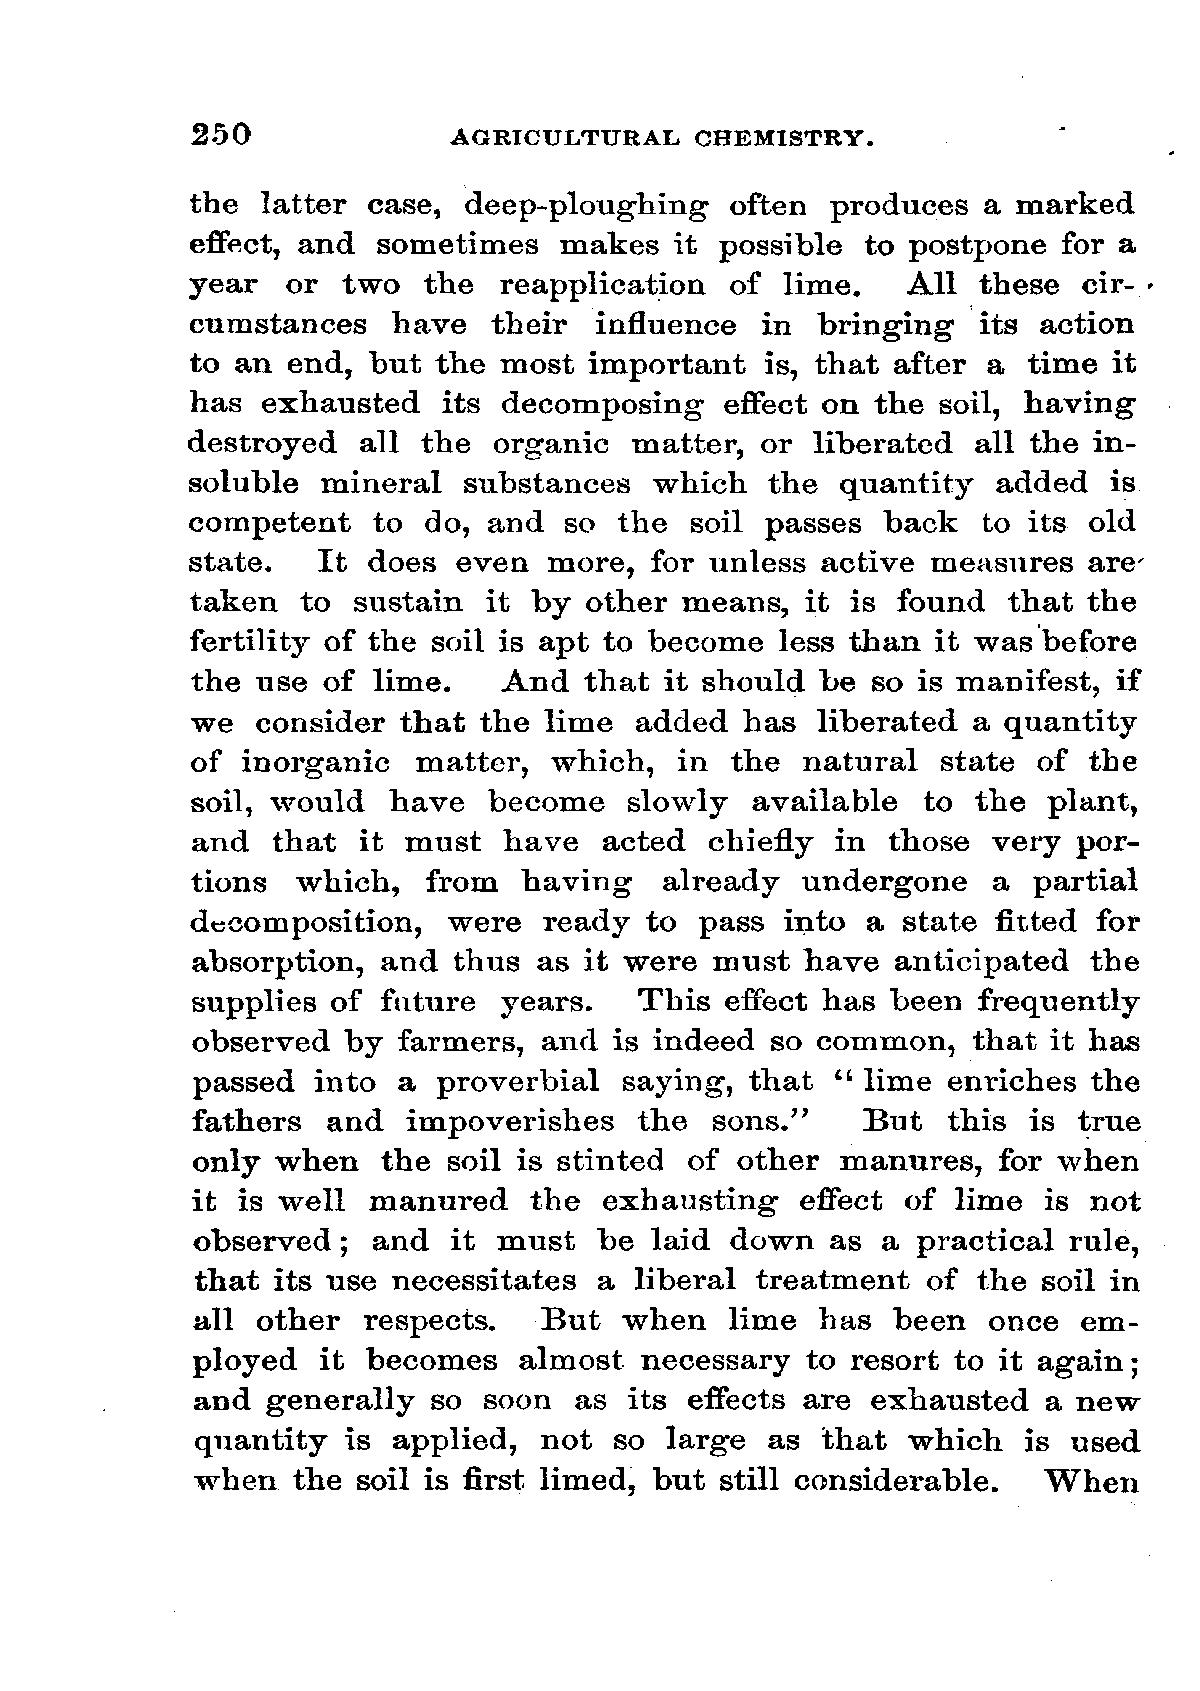 250 AGRICULTURAL CHEMISTRY.
the latter case, deep-ploughing often produces a marked
effect, and sometimes makes it possible to postpone for a
year or two the reapplication of lime. All these cir-
cumstances have their influence in bringing its action
to an end, but the most important is, that after a time it
has exhausted its decomposing effect on the soil, having
destroyed all the organic matter, or liberated all the in-
soluble mineral substances which the quantity added is
competent to do, and so the soil passes back to its old
state. It does even more, for unless active measures are
taken to sustain it by other means, it is found that the
fertility of the soil is apt to become less than it was before
the use of lime. And that it should be so is manifest, if
we consider that the lime added has liberated a quantity
of inorganic matter, which, in the natural state of the
soil, would have become slowly available to the plant,
and that it must have acted chiefly in those very por-
tions which, from having already undergone a partial
decomposition, were ready to pass into a state fitted for
absorption, and thus as it were must have anticipated the
supplies of future years. This effect has been frequently
observed by farmers, and is indeed so common, that it has
passed into a proverbial saying, that “ lime enriches the
fathers and impoverishes the sons.” But this is true
only when the soil is stinted of other manures, for when
it is well manured the exhausting effect of lime is not
observed ; and it must be laid down as a practical rule,
that its use necessitates a liberal treatment of the soil in
all other respects. But when lime has been once em-
ployed it becomes almost necessary to resort to it again ;
and generally so soon as its effects are exhausted a new
quantity is applied, not so large as that which is used
when the soil is first limed, but still considerable. When